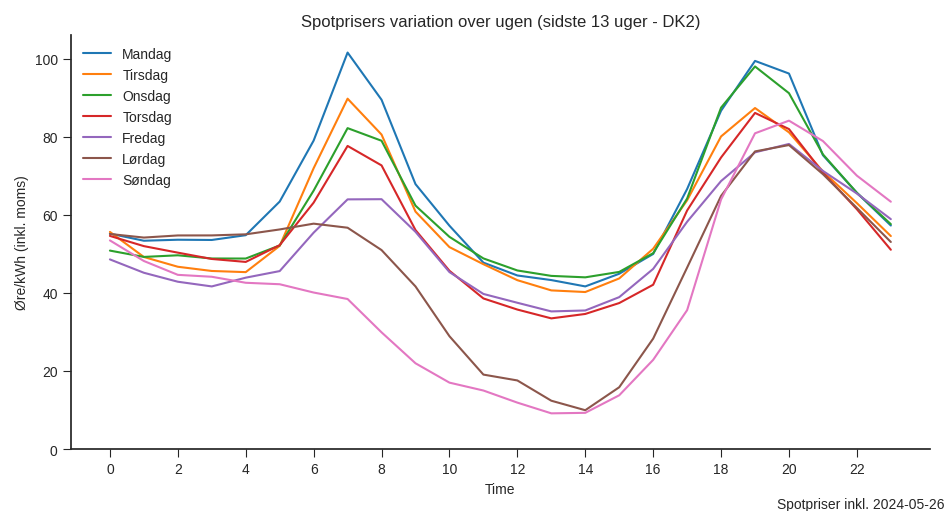 Spotprisers variation over ugen (sidste 13 uger - DK2)
Mandag
Tirsdag
Onsdag
Torsdag
Fredag
Lørdag
Søndag
Øre/kWh (inkl. moms)
100
80
60
40
20
0
0 2 4 6 8 10 12 14 16 18 20 22
Time
Spotpriser inkl. 2024-05-26